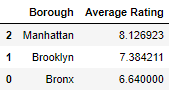 Borough Average Rating
2 Manhattan 8.126923
1 Brooklyn 7.384211
0 Bronx 6.640000